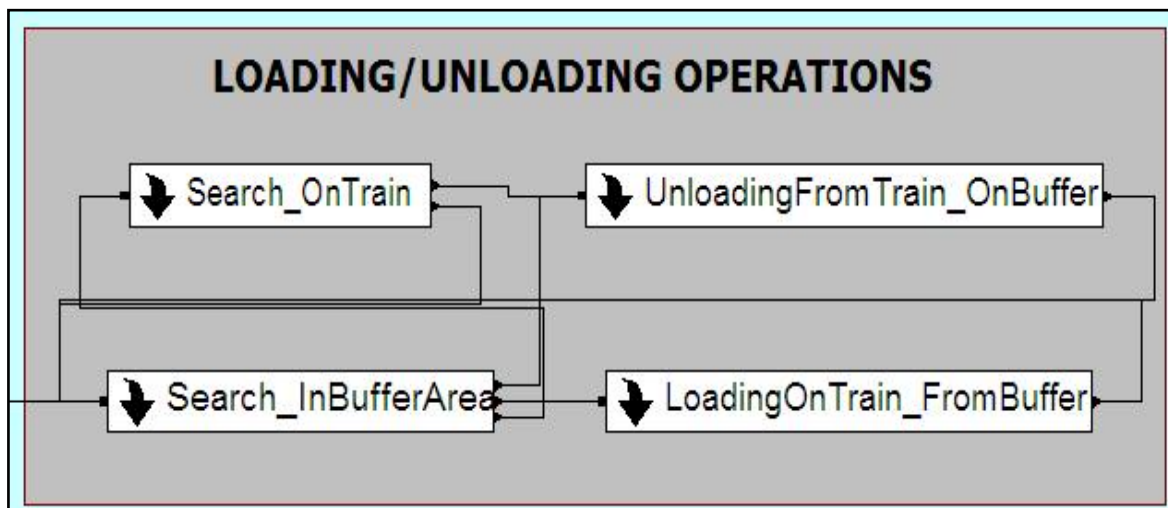 LOADING/UNLOADING OPERATIONS
Search_OnTrain
UnloadingFromTrain_OnBuffer
Search_InBufferArea
LoadingOnTrain_FromBuffer